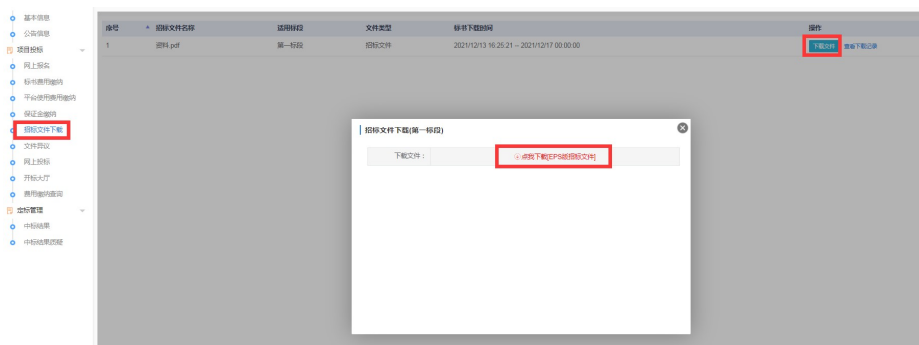 基本信息
公告信息
项目投标
网上报名
标书费用缴纳
平台使用费用缴纳
保证金缴纳
招标文件下载
文件异议
网上投标
开标大厅
费用缴纳查询
定标管理
中标结果
中标结果质疑
序号 招标文件名称 适用标段 文件类型 标书下载时间 操作
1 资料.pdf 第一标段 招标文件 2021/12/13 16:25:21 ~ 2021/12/17 00:00:00 下载文件 查看下载记录
招标文件下载(第一标段)
下载文件： 点我下载[EPS版招标文件]